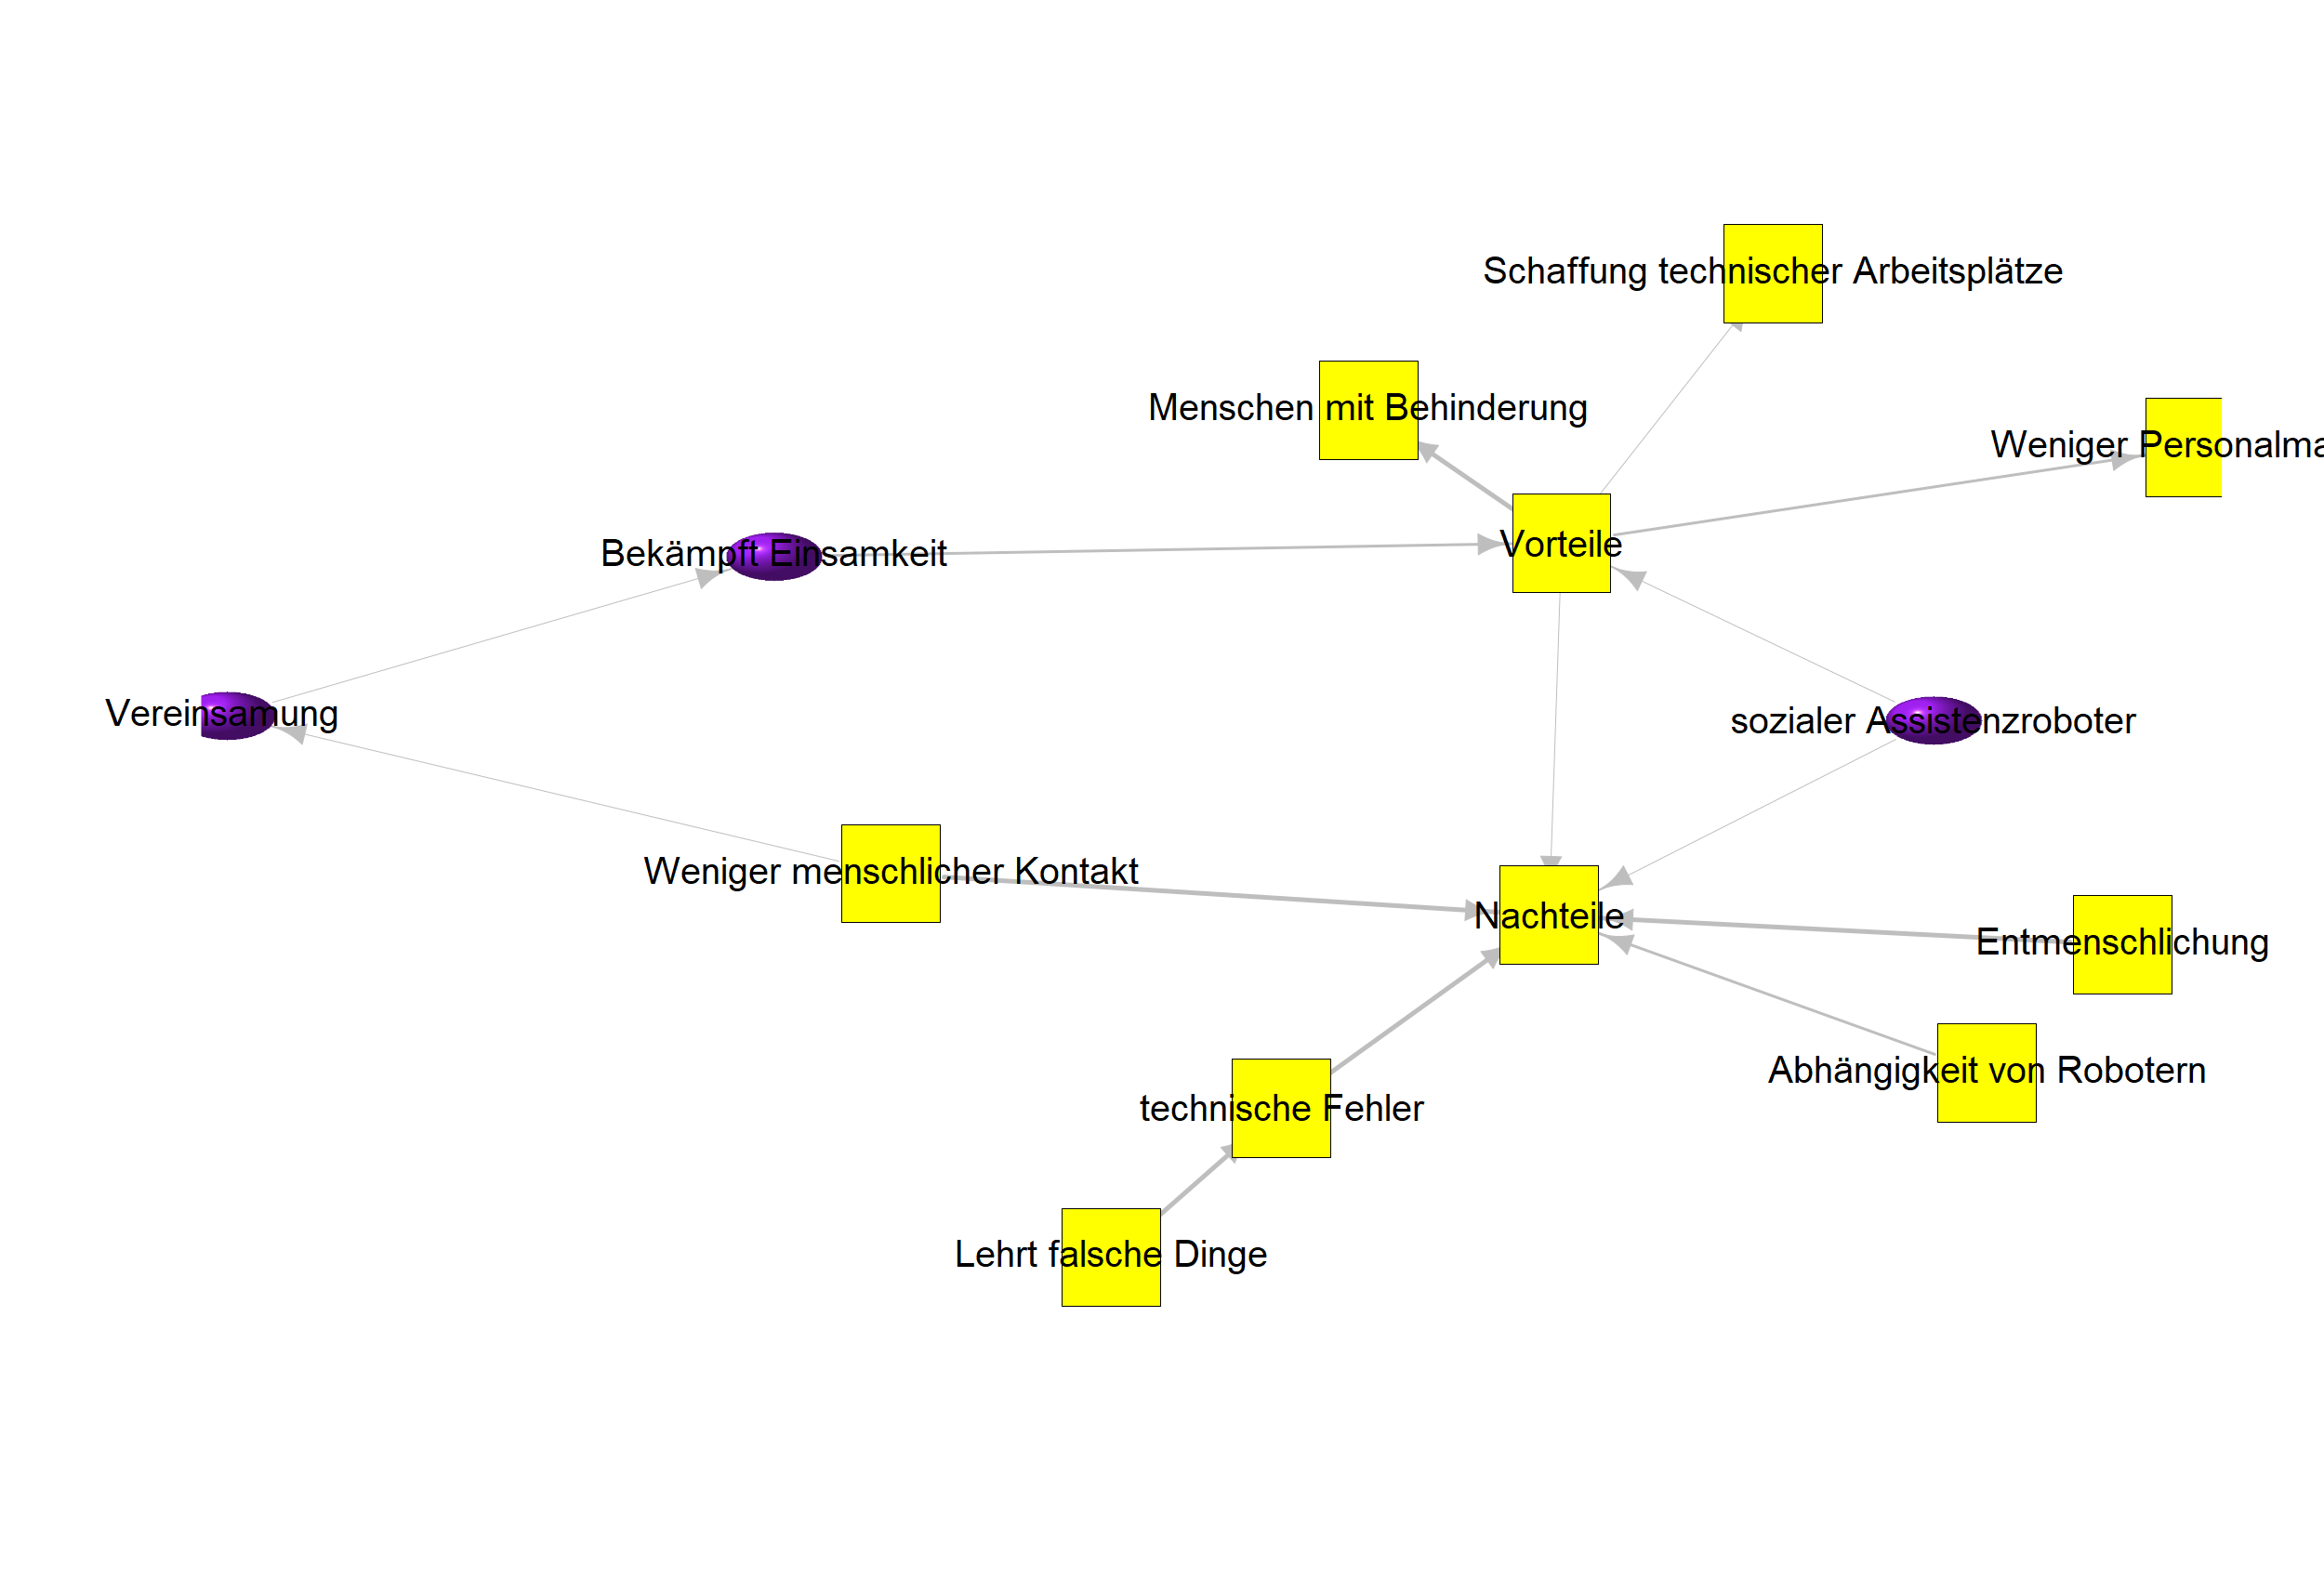 Schaffung technischer Arbeitsplätze
Menschen mit Behinderung
Weniger Personalma
Bekämpft Einsamkeit
Vorteile
Vereinsamung
sozialer Assistenzroboter
Weniger menschlicher Kontakt
Nachteile
Entmenschlichung
Abhängigkeit von Robotern
technische Fehler
Lehrt falsche Dinge